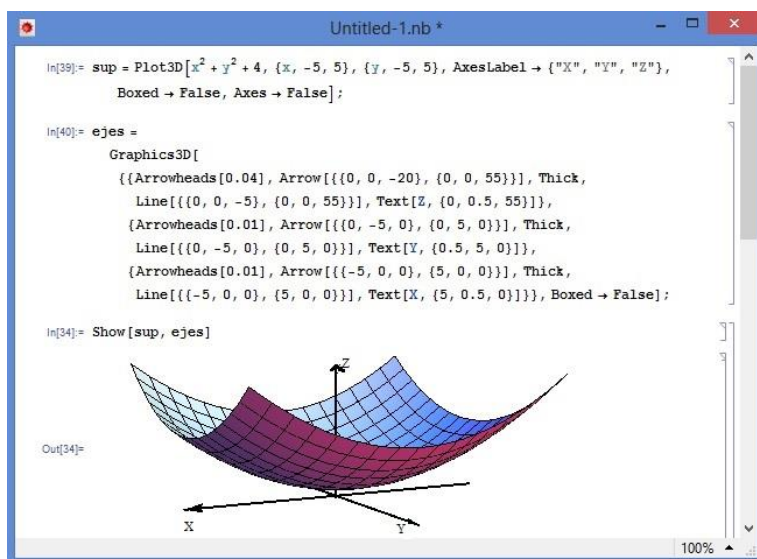 Untitled-1.nb *
In[39]:= sup = Plot3D[x² + y² + 4, {x, -5, 5}, {y, -5, 5}, AxesLabel → {"X", "Y", "Z"},
Boxed → False, Axes → False];
In[40]:= ejes =
Graphics3D[
{{Arrowheads[0.04], Arrow[{{0, 0, -20}, {0, 0, 55}}], Thick,
Line[{{0, 0, -5}, {0, 0, 55}}], Text[Z, {0, 0.5, 55}]},
{Arrowheads[0.01], Arrow[{{0, -5, 0}, {0, 5, 0}}], Thick,
Line[{{0, -5, 0}, {0, 5, 0}}], Text[Y, {0.5, 5, 0}]},
{Arrowheads[0.01], Arrow[{{-5, 0, 0}, {5, 0, 0}}], Thick,
Line[{{-5, 0, 0}, {5, 0, 0}}], Text[X, {5, 0.5, 0}]}}, Boxed → False];
In[34]:= Show[sup, ejes]
Z
Out[34]=
X
Y
100%